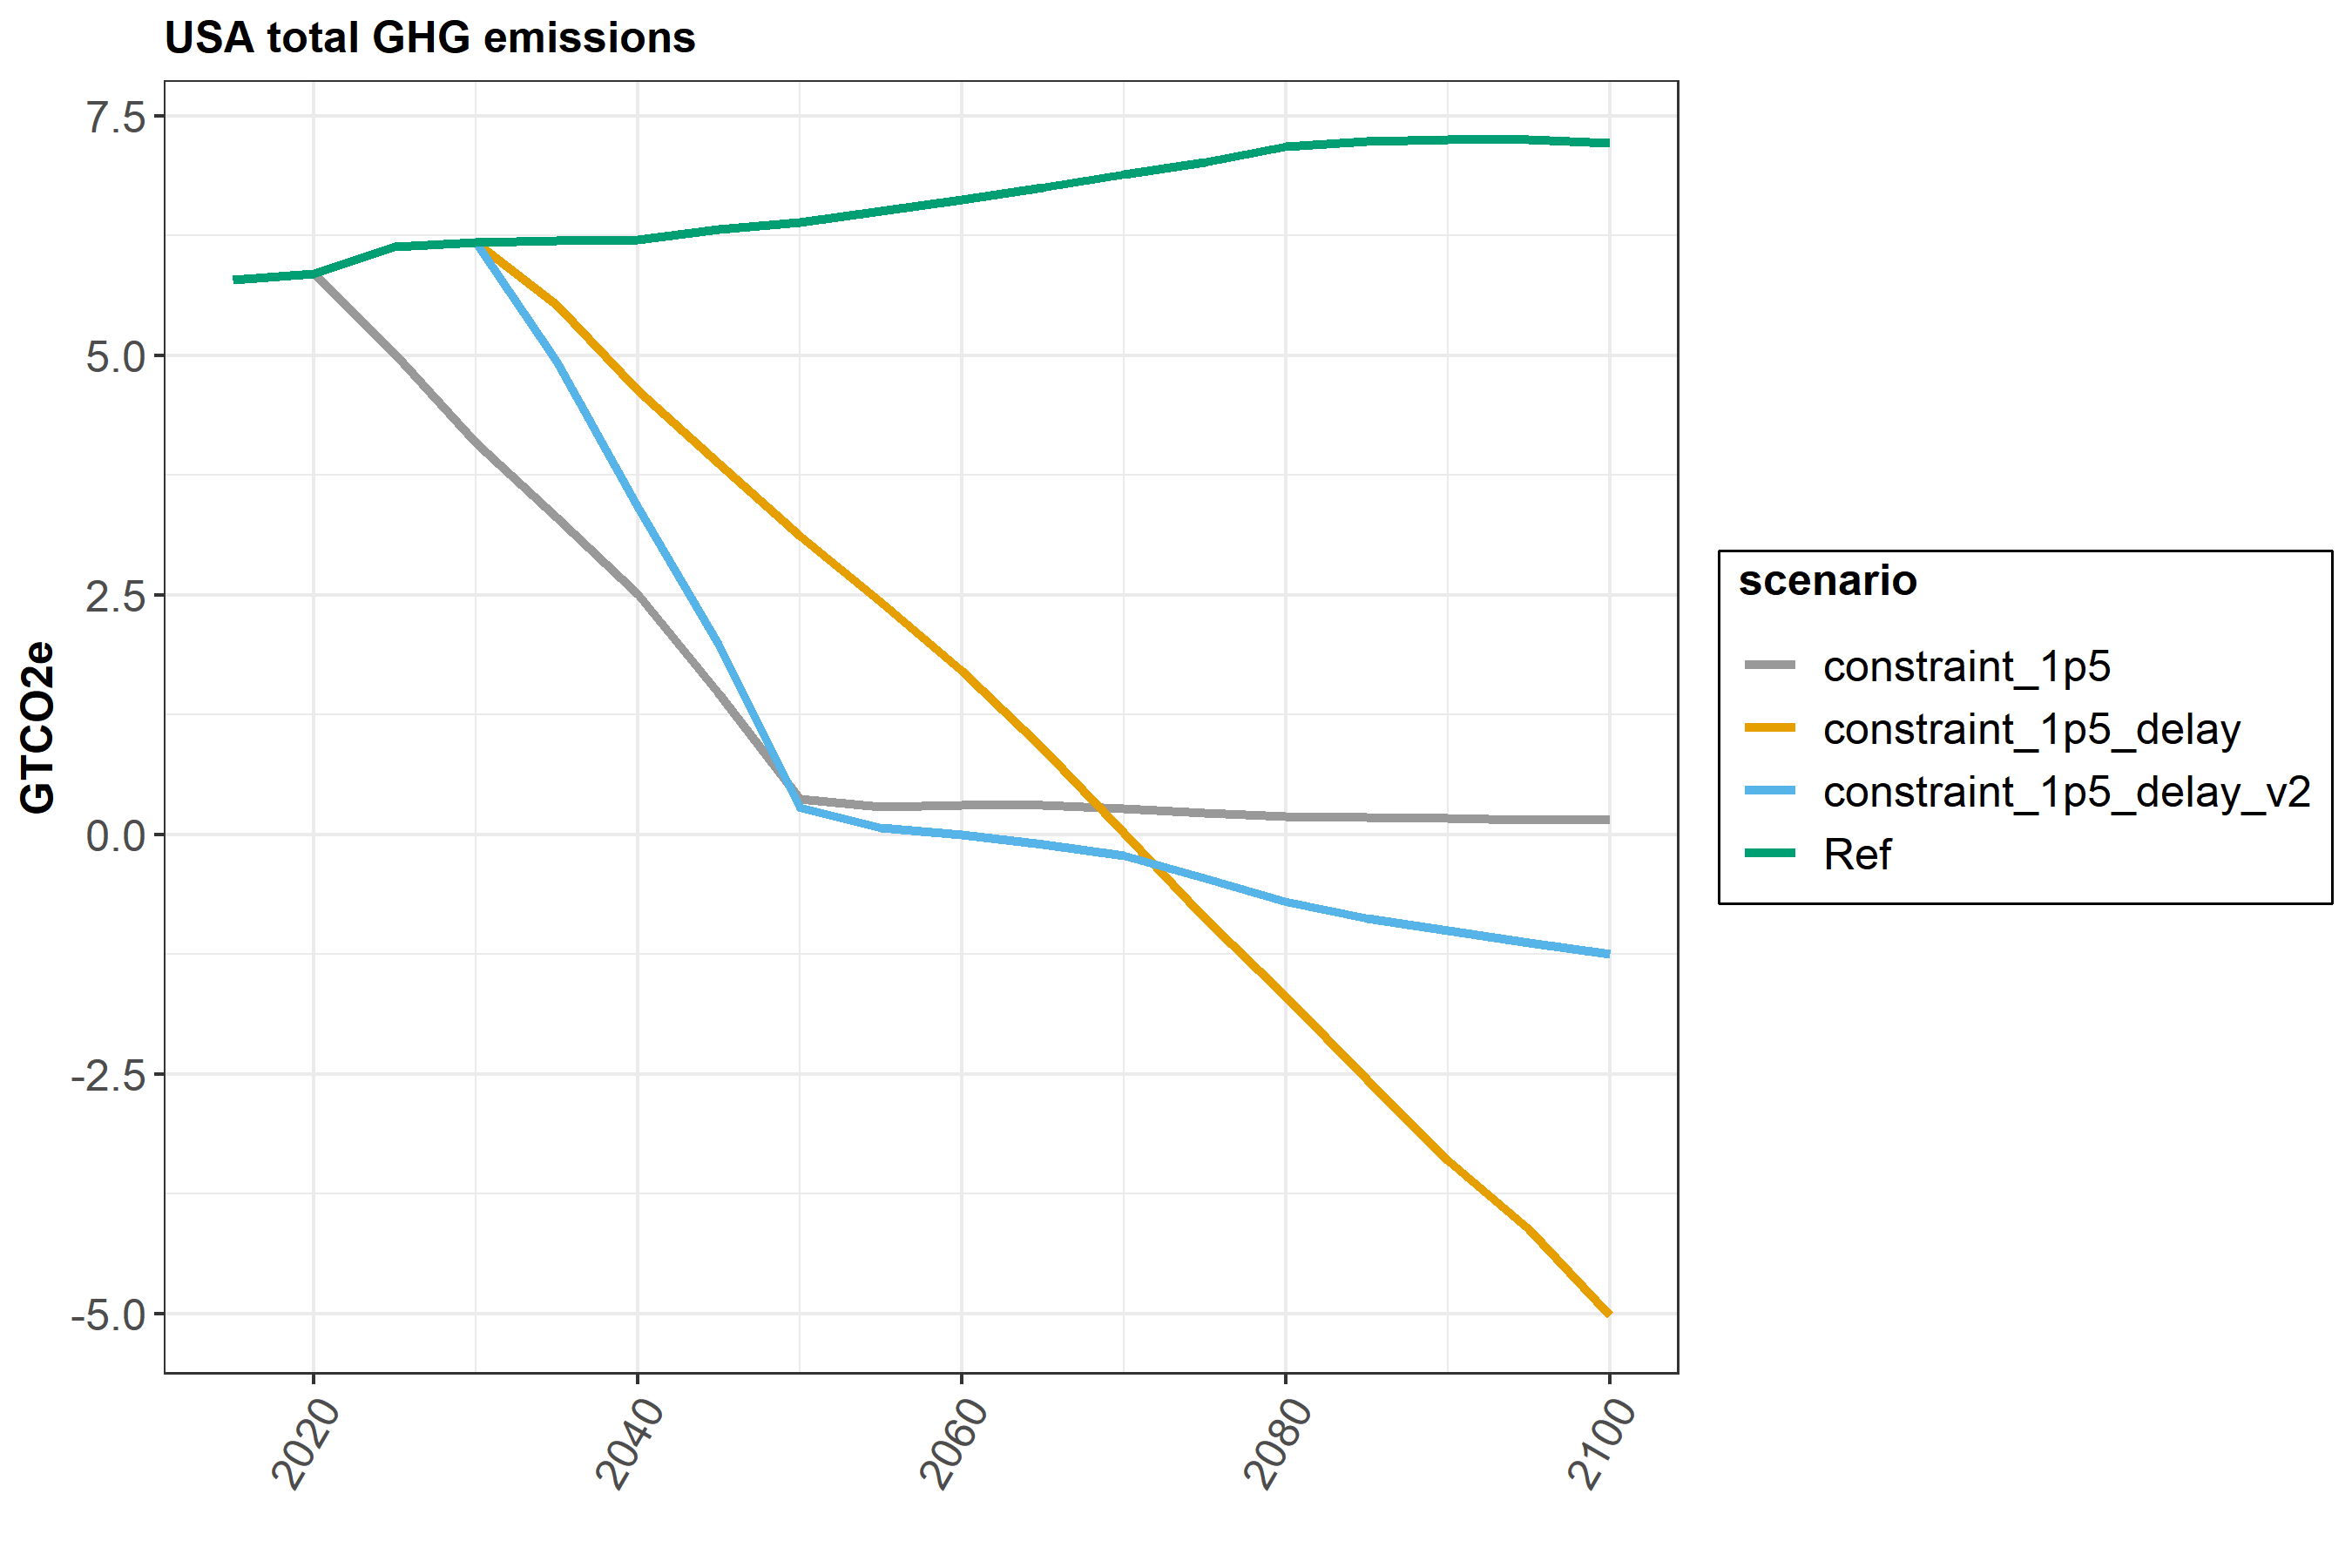 USA total GHG emissions
7.5
5.0
2.5
0.0
-2.5
-5.0
GTCO2e
2020
2040
2060
2080
2100
scenario
constraint_1p5
constraint_1p5_delay
constraint_1p5_delay_v2
Ref